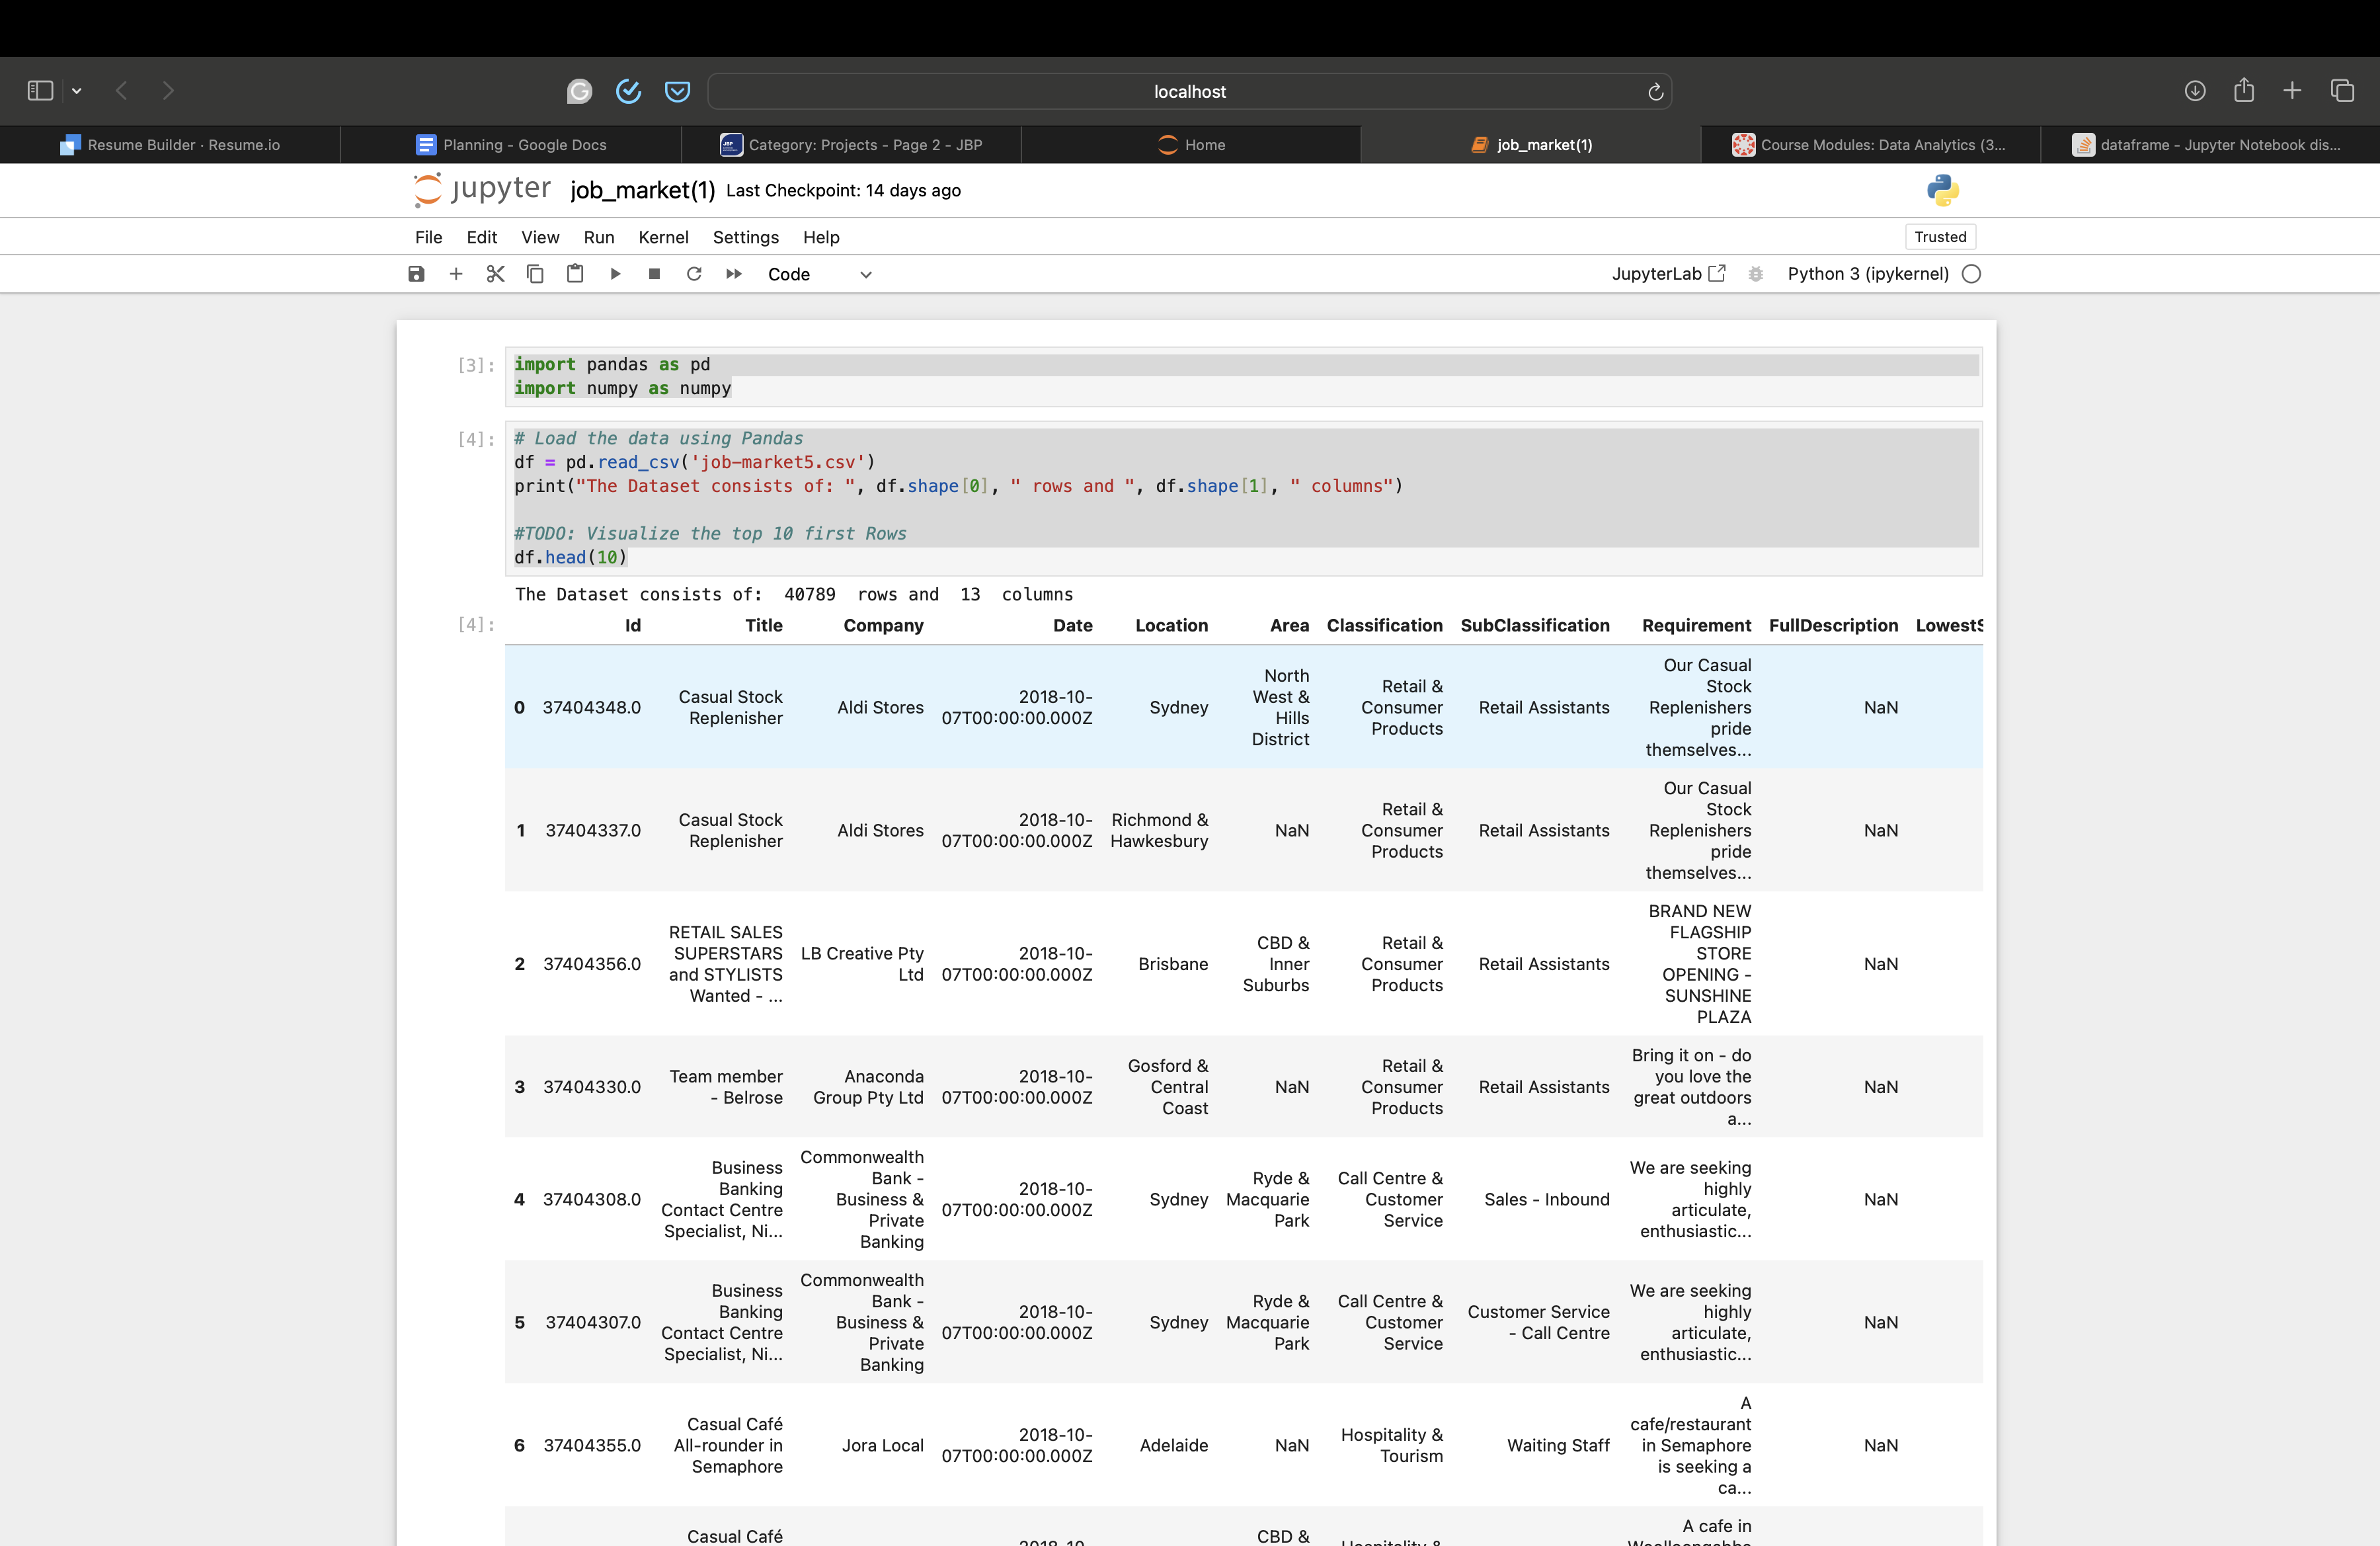 localhost
Resume Builder · Resume.io
Planning - Google Docs
Category: Projects - Page 2 - JBP
Home
job_market(1)
Course Modules: Data Analytics (3...
dataframe - Jupyter Notebook dis...
jupyter job_market(1) Last Checkpoint: 14 days ago
File Edit View Run Kernel Settings Help
Trusted
Code
JupyterLab
Python 3 (ipykernel)
[3]:
import pandas as pd
import numpy as numpy
[4]:
# Load the data using Pandas
df = pd.read_csv('job-market5.csv')
print("The Dataset consists of: ", df.shape[0], " rows and ", df.shape[1], " columns")
#TODO: Visualize the top 10 first Rows
df.head(10)
The Dataset consists of:  40789  rows and  13  columns
[4]:
Id Title Company Date Location Area Classification SubClassification Requirement FullDescription LowestS
0 37404348.0
Casual Stock
Replenisher
Aldi Stores
2018-10-
07T00:00:00.000Z
Sydney
North
West &
Hills
District
Retail &
Consumer
Products
Retail Assistants
Our Casual
Stock
Replenishers
pride
themselves...
NaN
1 37404337.0
Casual Stock
Replenisher
Aldi Stores
2018-10-
07T00:00:00.000Z
Richmond &
Hawkesbury
NaN
Retail &
Consumer
Products
Retail Assistants
Our Casual
Stock
Replenishers
pride
themselves...
NaN
2 37404356.0
RETAIL SALES
SUPERSTARS
and STYLISTS
Wanted - ...
LB Creative Pty
Ltd
2018-10-
07T00:00:00.000Z
Brisbane
CBD &
Inner
Suburbs
Retail &
Consumer
Products
Retail Assistants
BRAND NEW
FLAGSHIP
STORE
OPENING -
SUNSHINE
PLAZA
NaN
3 37404330.0
Team member
- Belrose
Anaconda
Group Pty Ltd
2018-10-
07T00:00:00.000Z
Gosford &
Central
Coast
NaN
Retail &
Consumer
Products
Retail Assistants
Bring it on - do
you love the
great outdoors
a...
NaN
4 37404308.0
Business
Banking
Contact Centre
Specialist, Ni...
Commonwealth
Bank -
Business &
Private
Banking
2018-10-
07T00:00:00.000Z
Sydney
Ryde &
Macquarie
Park
Call Centre &
Customer
Service
Sales - Inbound
We are seeking
highly
articulate,
enthusiastic...
NaN
5 37404307.0
Business
Banking
Contact Centre
Specialist, Ni...
Commonwealth
Bank -
Business &
Private
Banking
2018-10-
07T00:00:00.000Z
Sydney
Ryde &
Macquarie
Park
Call Centre &
Customer
Service
Customer Service
- Call Centre
We are seeking
highly
articulate,
enthusiastic...
NaN
6 37404355.0
Casual Café
All-rounder in
Semaphore
Jora Local
2018-10-
07T00:00:00.000Z
Adelaide
NaN
Hospitality &
Tourism
Waiting Staff
A
cafe/restaurant
in Semaphore
is seeking a
ca...
NaN
Casual Café
CBD &
A cafe in